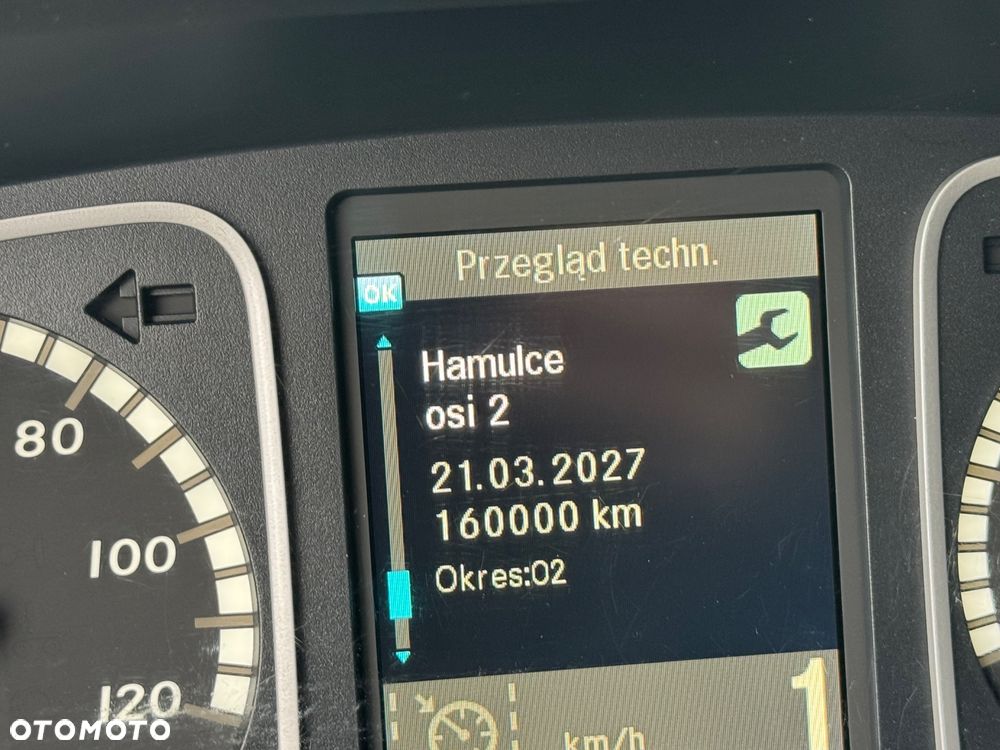 Przegląd techn.
OK
Hamulce
osi 2
21.03.2027
160000 km
Okres:02
80
100
120
km/h
1
OTOMOTO